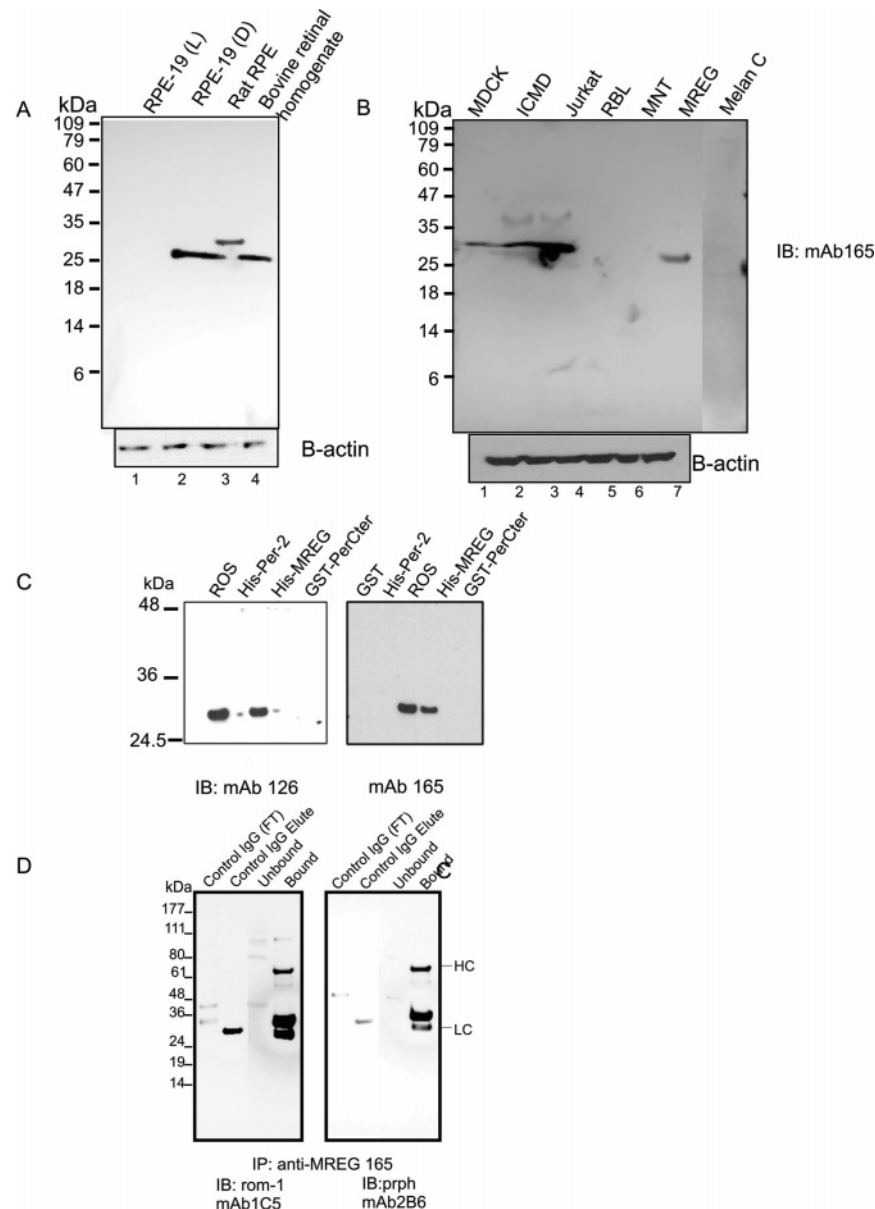 A
kDa
RPE-19 (L)
RPE-19 (D)
Rat RPE
Bovine retinal
homogenate
109
79
60
47
35
25
18
14
6
B-actin
1 2 3 4
B
kDa
MDCK
ICMD
Jurkat
RBL
MNT
MREG
Melan C
109
79
60
47
35
25
18
14
6
IB: mAb165
B-actin
1 2 3 4 5 6 7
C
kDa
ROS
His-Per-2
His-MREG
GST-PerCter
48
36
24.5
IB: mAb 126
GST
His-Per-2
ROS
His-MREG
GST-PerCter
mAb 165
D
kDa
Control IgG (FT)
Control IgG Elute
Unbound
Bound
177
111
80
61
48
36
24
19
14
Control IgG (FT)
Control IgG Elute
Unbound
Bound
C
HC
LC
IP: anti-MREG 165
IB: rom-1
mAb1C5
IB:prph
mAb2B6